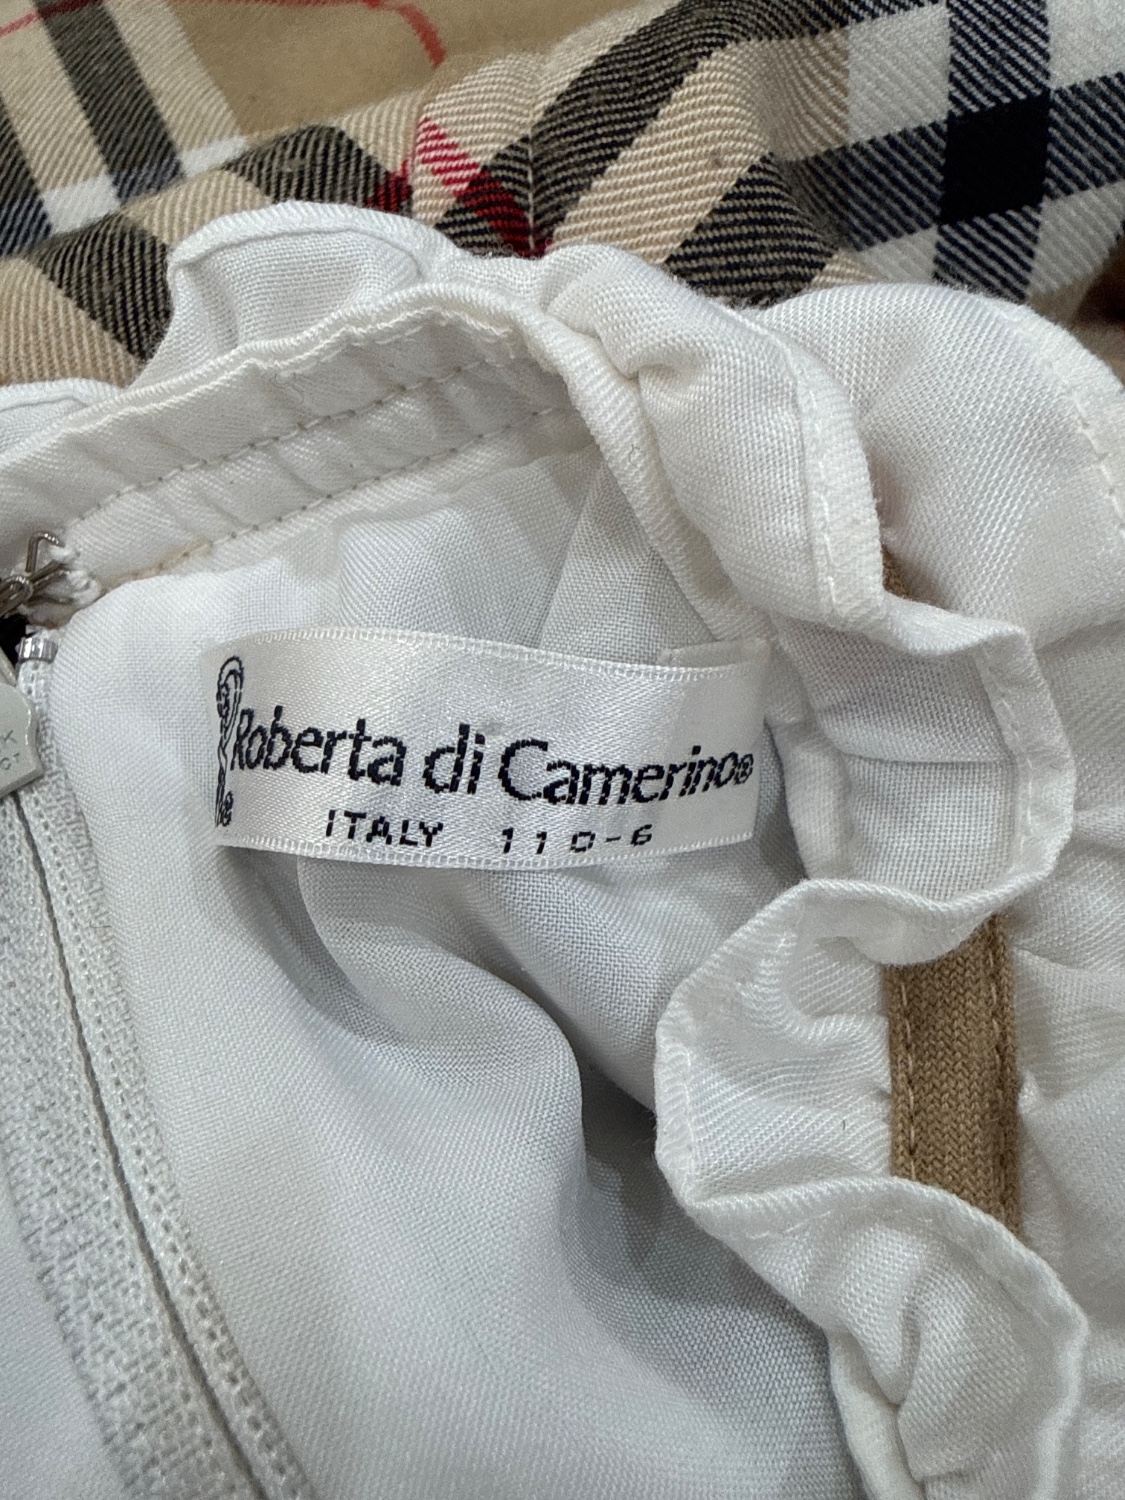 Roberta di Camerino®
ITALY 110-6